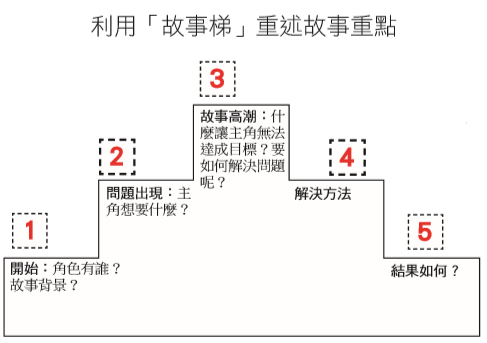 利用「故事梯」重述故事重點
1
開始：角色有誰？
故事背景？
2
問題出現：主
角想要什麼？
3
故事高潮：什
麼讓主角無法
達成目標？要
如何解決問題
呢？
4
解決方法
5
結果如何？